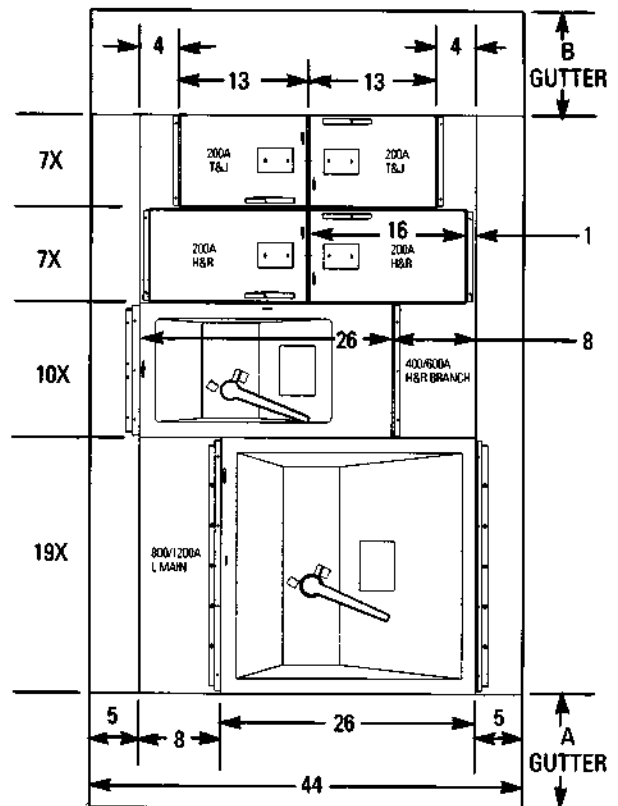 4
4
B
GUTTER
13
13
7X
200A
T&J
200A
T&J
7X
200A
H&R
16
200A
H&R
1
26
8
10X
400/600A
H&R BRANCH
19X
800/1200A
L MAIN
5
8
26
5
A
GUTTER
44